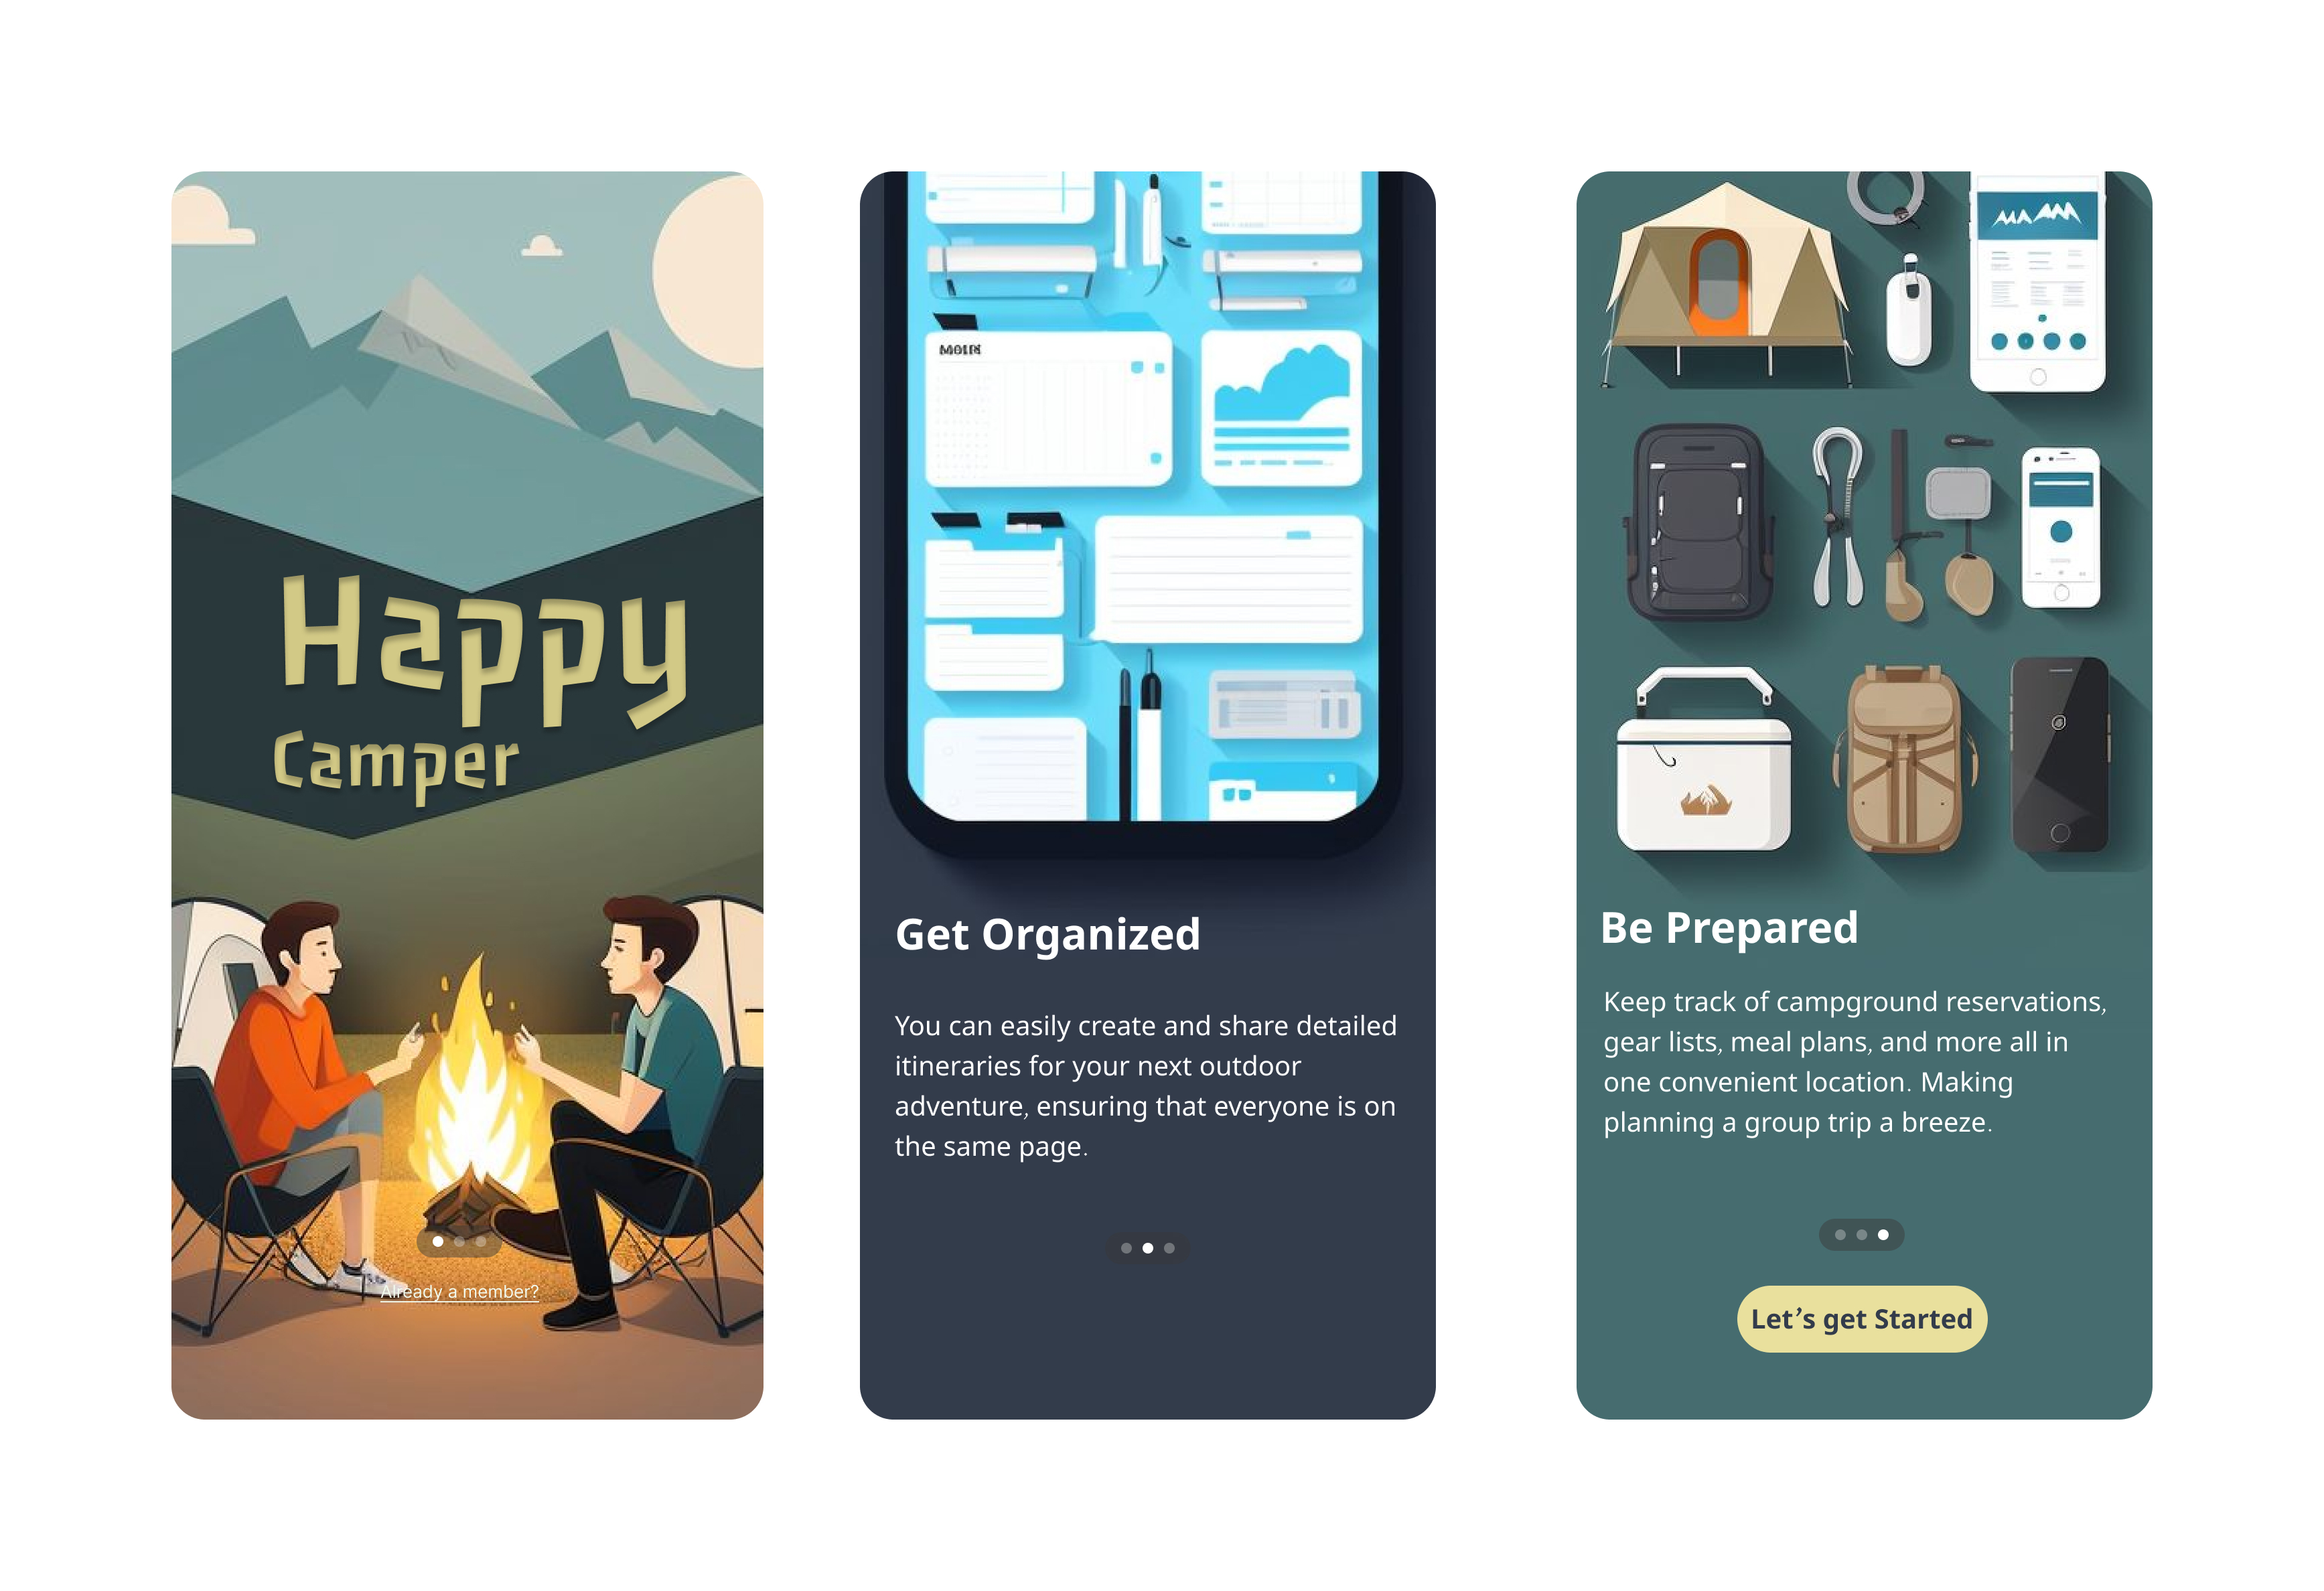 Happy
Camper
Already a member?
Get Organized
You can easily create and share detailed
itineraries for your next outdoor
adventure, ensuring that everyone is on
the same page.
Be Prepared
Keep track of campground reservations,
gear lists, meal plans, and more all in
one convenient location. Making
planning a group trip a breeze.
Let’s get Started